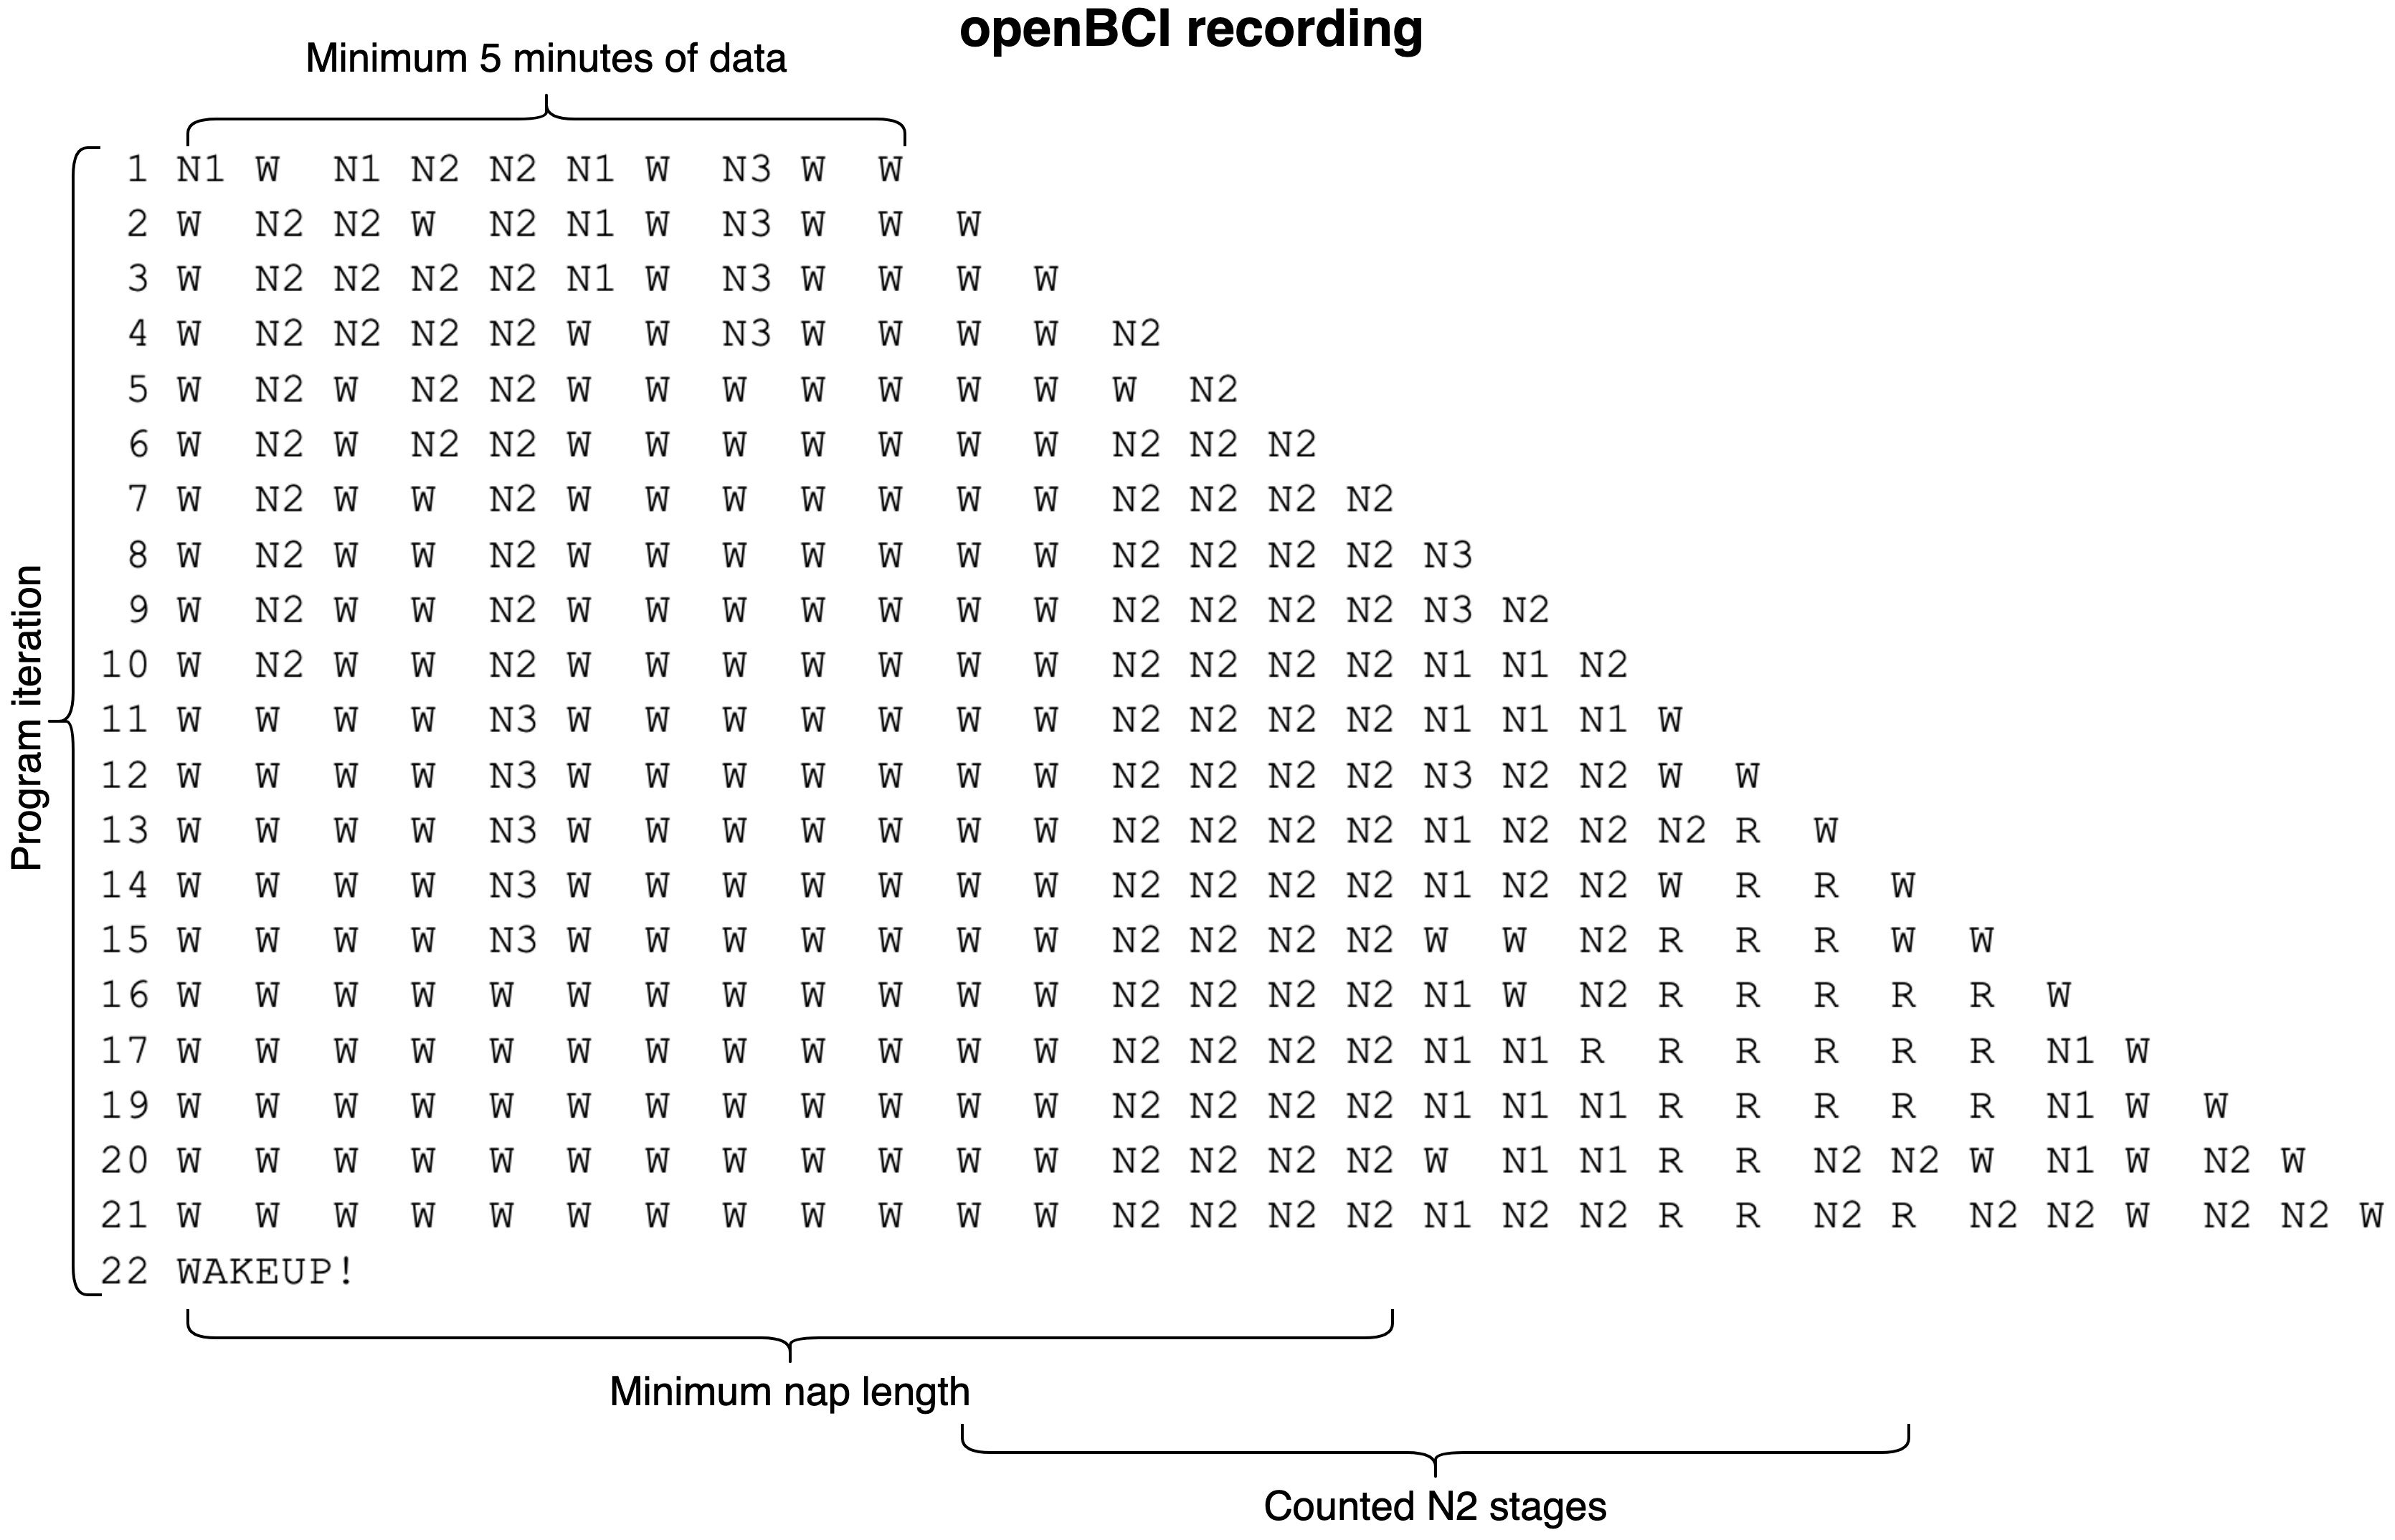 openBCI recording
Minimum 5 minutes of data
Program iteration
1 N1 W N1 N2 N2 N1 W N3 W W
2 W N2 N2 W N2 N1 W N3 W W W
3 W N2 N2 N2 N2 N1 W N3 W W W W
4 W N2 N2 N2 N2 W W N3 W W W W N2
5 W N2 W N2 N2 W W W W W W W W N2
6 W N2 W N2 N2 W W W W W W W N2 N2 N2
7 W N2 W W N2 W W W W W W W N2 N2 N2 N2
8 W N2 W W N2 W W W W W W W N2 N2 N2 N2 N3
9 W N2 W W N2 W W W W W W W N2 N2 N2 N2 N3 N2
10 W N2 W W N2 W W W W W W W N2 N2 N2 N2 N1 N1 N2
11 W W W W N3 W W W W W W W N2 N2 N2 N2 N1 N1 N1 W
12 W W W W N3 W W W W W W W N2 N2 N2 N2 N3 N2 N2 W W
13 W W W W N3 W W W W W W W N2 N2 N2 N2 N1 N2 N2 N2 R W
14 W W W W N3 W W W W W W W N2 N2 N2 N2 N1 N2 N2 W R R W
15 W W W W N3 W W W W W W W N2 N2 N2 N2 W W N2 R R R W W
16 W W W W W W W W W W W W N2 N2 N2 N2 N1 W N2 R R R R R W
17 W W W W W W W W W W W W N2 N2 N2 N2 N1 N1 R R R R R R N1 W
19 W W W W W W W W W W W W N2 N2 N2 N2 N1 N1 N1 R R R R R N1 W W
20 W W W W W W W W W W W W N2 N2 N2 N2 W N1 N1 R R N2 N2 W N1 W N2 W
21 W W W W W W W W W W W W N2 N2 N2 N2 N1 N2 N2 R R N2 R N2 N2 W N2 N2 W
22 WAKEUP!
Minimum nap length
Counted N2 stages